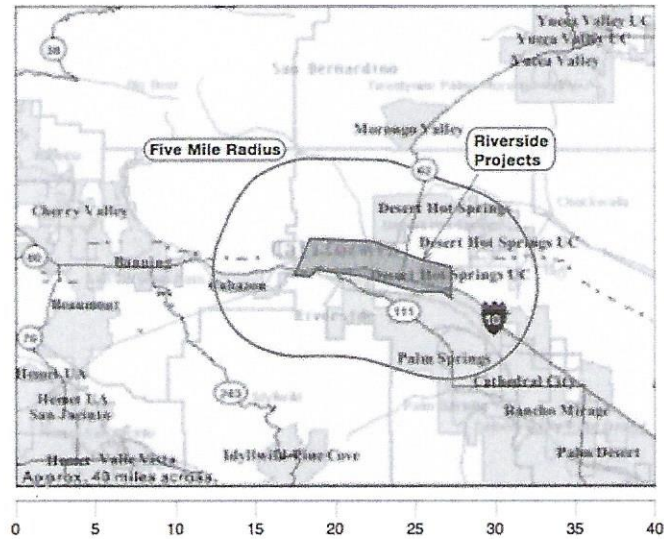 Yucca Valley UC
Yucca Valley UC
Yucca Valley
38
San Bernardino
Morongo Valley
Five Mile Radius
Riverside
Projects
62
Cherry Valley
Desert Hot Springs
Desert Hot Springs UC
California
Desert Hot Springs UC
Banning
Cabazon
Beaumont
Riverside
111
10
79
243
Palm Springs
Cathedral City
Rancho Mirage
Palm Desert
Hemet UA
Hemet UA
San Jacinto
Hemet Valle Vista
Idyllwild-Pine Cove
Approx. 40 miles across.
0 5 10 15 20 25 30 35 40